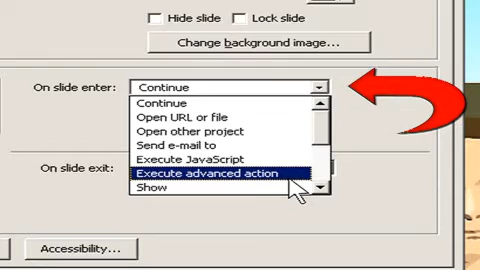 Hide slide Lock slide
Change background image...
On slide enter: Continue
Continue
Open URL or file
Open other project
Send e-mail to
Execute JavaScript
On slide exit:
Execute advanced action
Show
Accessibility...